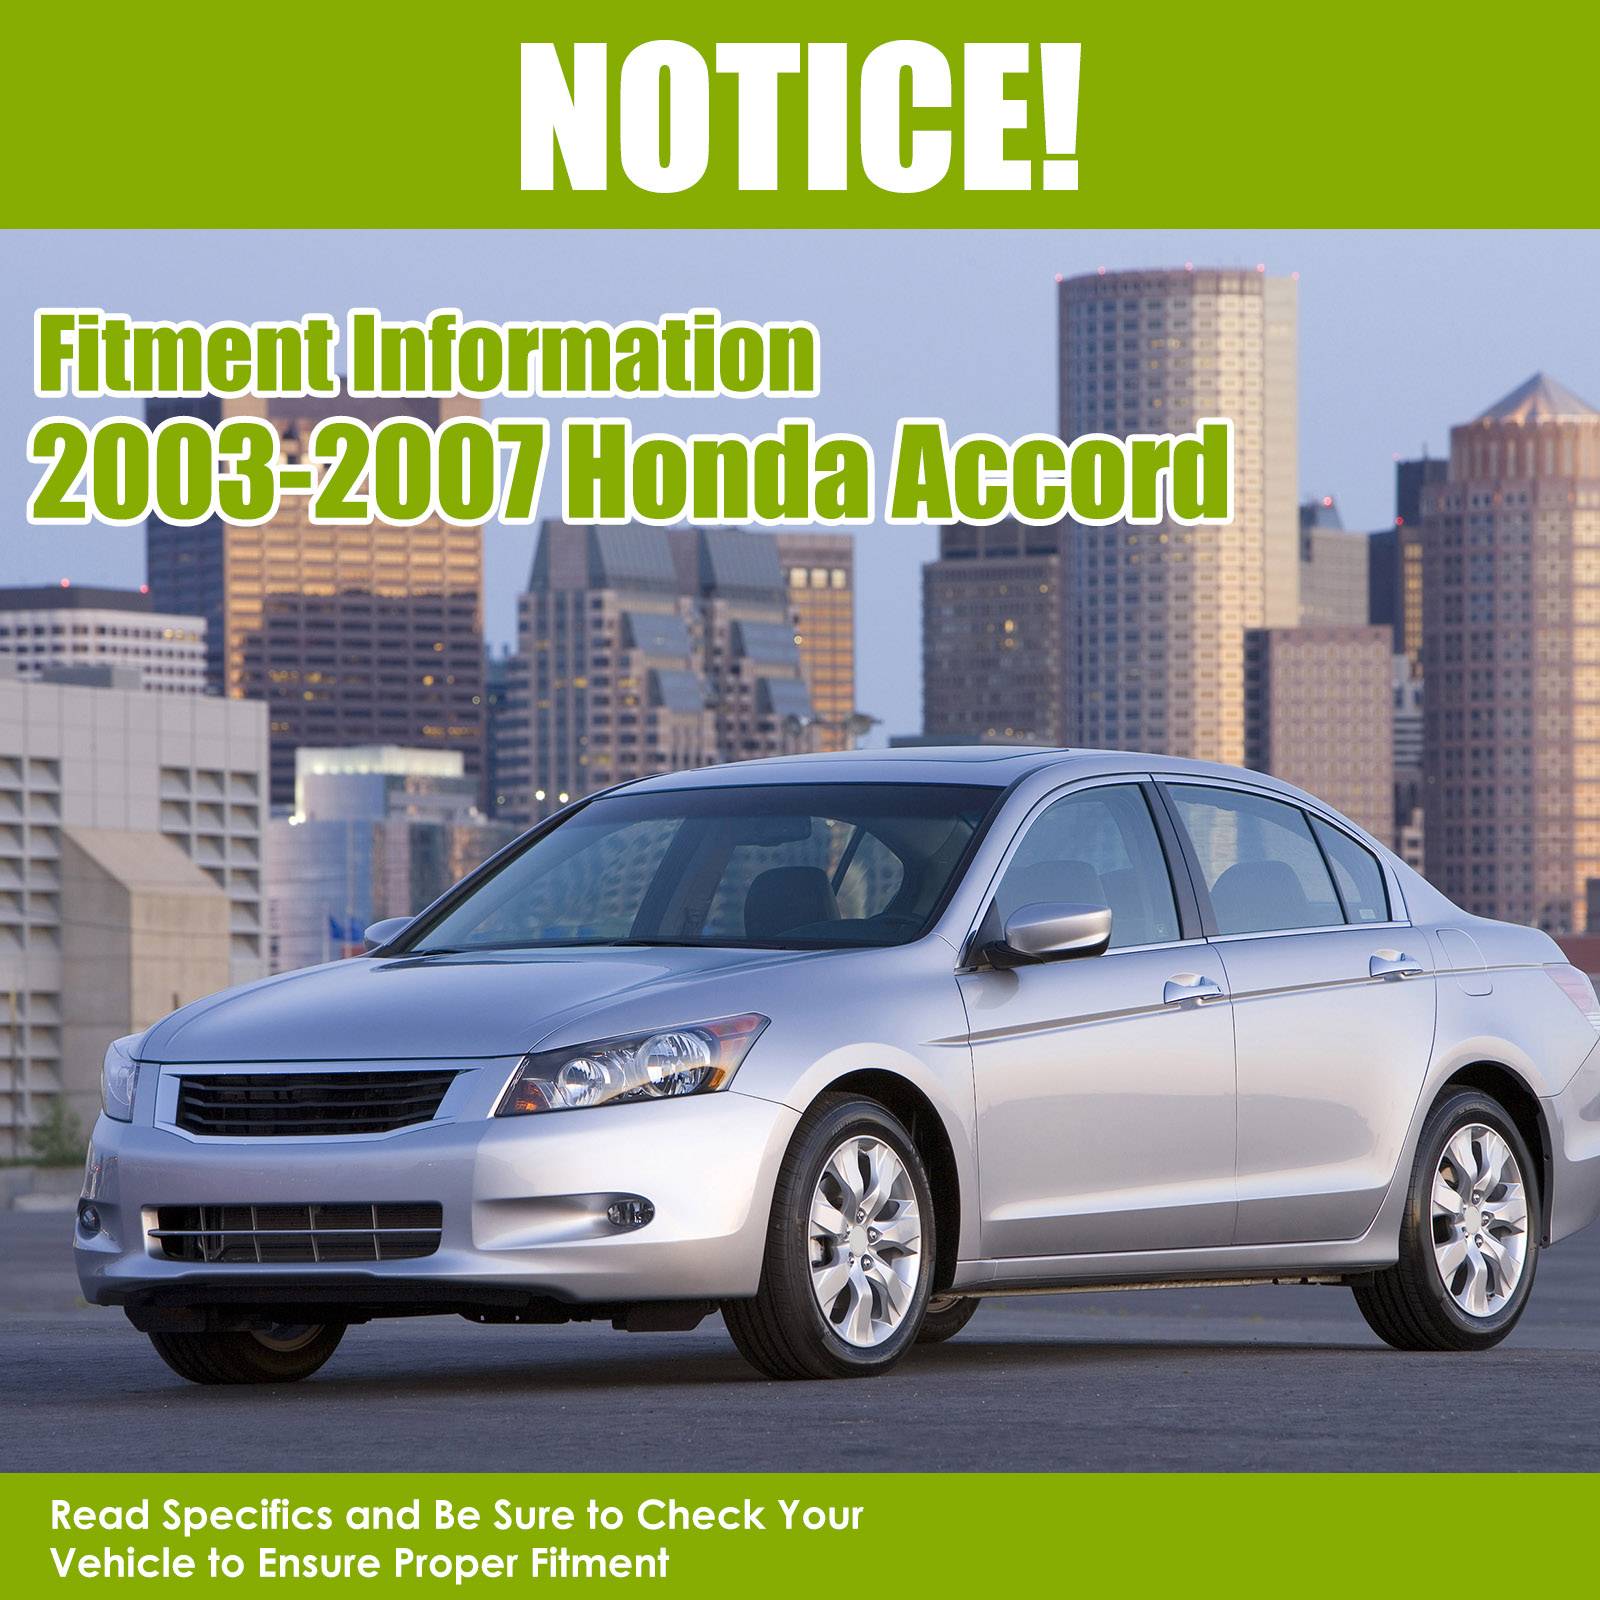 NOTICE!
Fitment Information
2003-2007 Honda Accord
Read Specifics and Be Sure to Check Your
Vehicle to Ensure Proper Fitment